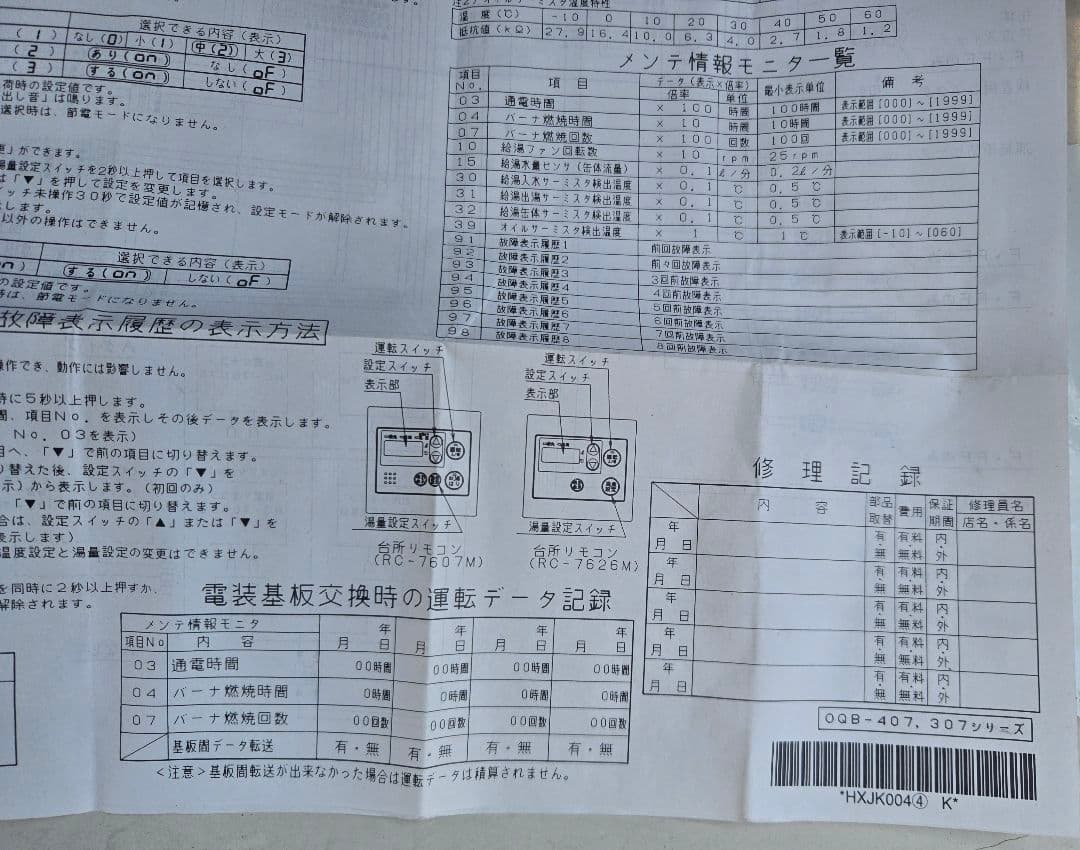 選択できる内容(表示)
(1) なし(0) 小(1) 中(2) 大(3)
(2) あり(on) なし(oF)
(3) する(on) しない(oF)
荷時の設定値です。
出し音」は鳴ります。
選択時は、節電モードになりません。
更」ができます。
湯量設定スイッチを2秒以上押して項目を選択します。
は「▼」を押して設定を変更します。
イッチ未操作30秒で設定値が記憶され、設定モードが解除されます。
にします。
以外の操作はできません。
選択できる内容(表示)
on) する(on) しない(oF)
の設定値です。
時は、節電モードになりません。
故障表示履歴の表示方法
操作でき、動作には影響しません。
時に5秒以上押します。
間、項目No.を表示しその後データを表示します。
No.03を表示)
目へ、「▼」で前の項目に切り替えます。
り替えた後、設定スイッチの「▼」を
示)から表示します。(初回のみ)
「▼」で前の項目に切り替えます。
合は、設定スイッチの「▲」または「▼」を
表示します)
温度設定と湯量設定の変更はできません。
を同時に2秒以上押すか、
解除されます。
注2)オイルサーミスタ温度特性
温度(℃) -10 0 10 20 30 40 50 60
抵抗値(kΩ) 27.9 16.4 10.0 6.3 4.0 2.7 1.8 1.2
メンテ情報モニタ一覧
項目No. 項目 データ(表示×倍率) 最小表示単位 備考
倍率 単位
03 通電時間 ×100 時間 100時間 表示範囲[000]~[1999]
04 バーナ燃焼時間 ×10 時間 10時間 表示範囲[000]~[1999]
07 バーナ燃焼回数 ×100 回数 100回 表示範囲[000]~[1999]
10 給湯ファン回転数 ×10 rpm 25rpm
15 給湯水量センサ(缶体流量) ×0.1 ℓ/分 0.2ℓ/分
30 給湯入水サーミスタ検出温度 ×0.1 ℃ 0.5℃
31 給湯出湯サーミスタ検出温度 ×0.1 ℃ 0.5℃
32 給湯缶体サーミスタ検出温度 ×0.1 ℃ 0.5℃
39 オイルサーミスタ検出温度 ×1 ℃ 1℃ 表示範囲[-10]~[060]
91 故障表示履歴1 前回故障表示
92 故障表示履歴2 前々回故障表示
93 故障表示履歴3 3回前故障表示
94 故障表示履歴4 4回前故障表示
95 故障表示履歴5 5回前故障表示
96 故障表示履歴6 6回前故障表示
97 故障表示履歴7 7回前故障表示
98 故障表示履歴8 8回前故障表示
運転スイッチ
設定スイッチ
表示部
湯量設定スイッチ
台所リモコン
(RC-7607M)
運転スイッチ
設定スイッチ
表示部
湯量設定スイッチ
台所リモコン
(RC-7626M)
電装基板交換時の運転データ記録
メンテ情報モニタ 年 年 年 年
項目No 内容 月 日 月 日 月 日 月 日
03 通電時間 00時間 00時間 00時間 00時間
04 バーナ燃焼時間 0時間 0時間 0時間 0時間
07 バーナ燃焼回数 00回数 00回数 00回数 00回数
基板間データ転送 有・無 有・無 有・無 有・無
<注意>基板間転送が出来なかった場合は運転データは積算されません。
修理記録
内容 部品取替 費用 保証期間 修理員名
店名・係名
年 月 日 有・無 有料・無料 内・外
年 月 日 有・無 有料・無料 内・外
年 月 日 有・無 有料・無料 内・外
年 月 日 有・無 有料・無料 内・外
年 月 日 有・無 有料・無料 内・外
OQB-407,307シリーズ
*HXJK004④ K*